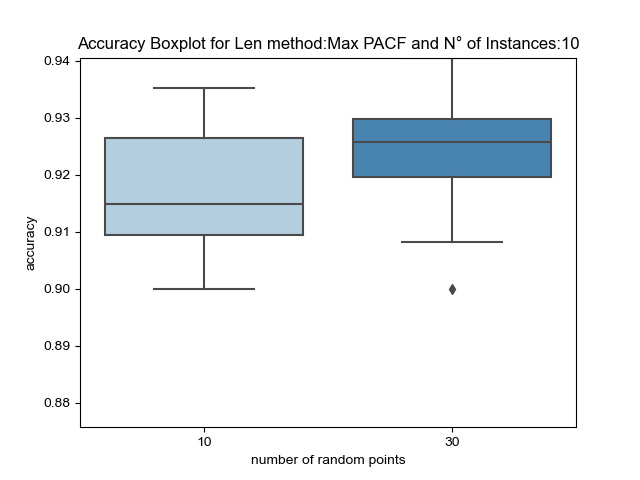 Accuracy Boxplot for Len method:Max PACF and N° of Instances:10
0.94
0.93
0.92
0.91
0.90
0.89
0.88
accuracy
10 30
number of random points